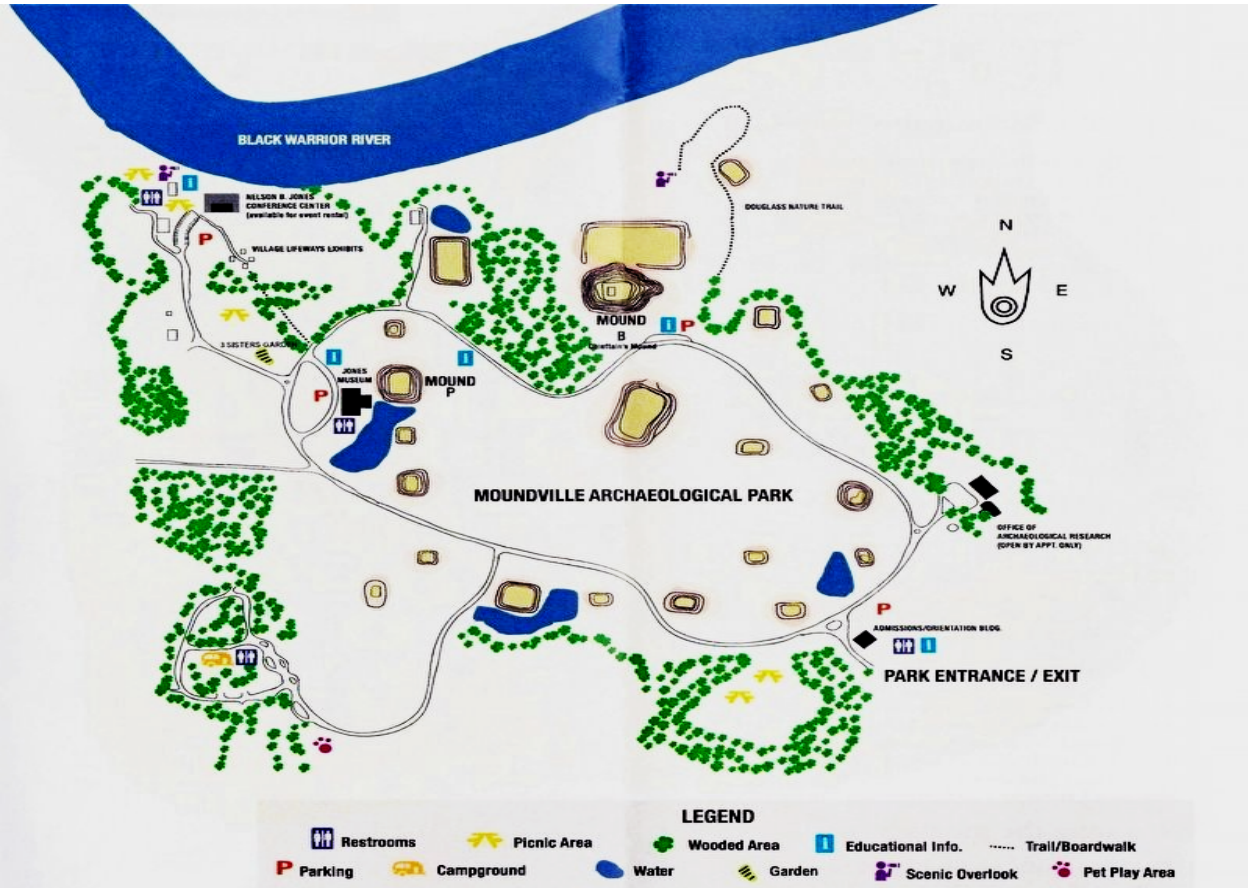 BLACK WARRIOR RIVER
NELSON B. JONES
CONFERENCE CENTER
(available for event rental)
DOUGLASS NATURE TRAIL
P
VILLAGE LIFEWAYS EXHIBITS
N
W
E
S
MOUND
B
Chieftain's Mound
P
3 SISTERS GARDEN
JONES
MUSEUM
MOUND
P
P
MOUNDVILLE ARCHAEOLOGICAL PARK
OFFICE OF
ARCHAEOLOGICAL RESEARCH
(OPEN BY APPT. ONLY)
P
ADMISSIONS/ORIENTATION BLDG.
PARK ENTRANCE / EXIT
LEGEND
Restrooms
Picnic Area
Wooded Area
Educational Info.
Trail/Boardwalk
P Parking
Campground
Water
Garden
Scenic Overlook
Pet Play Area